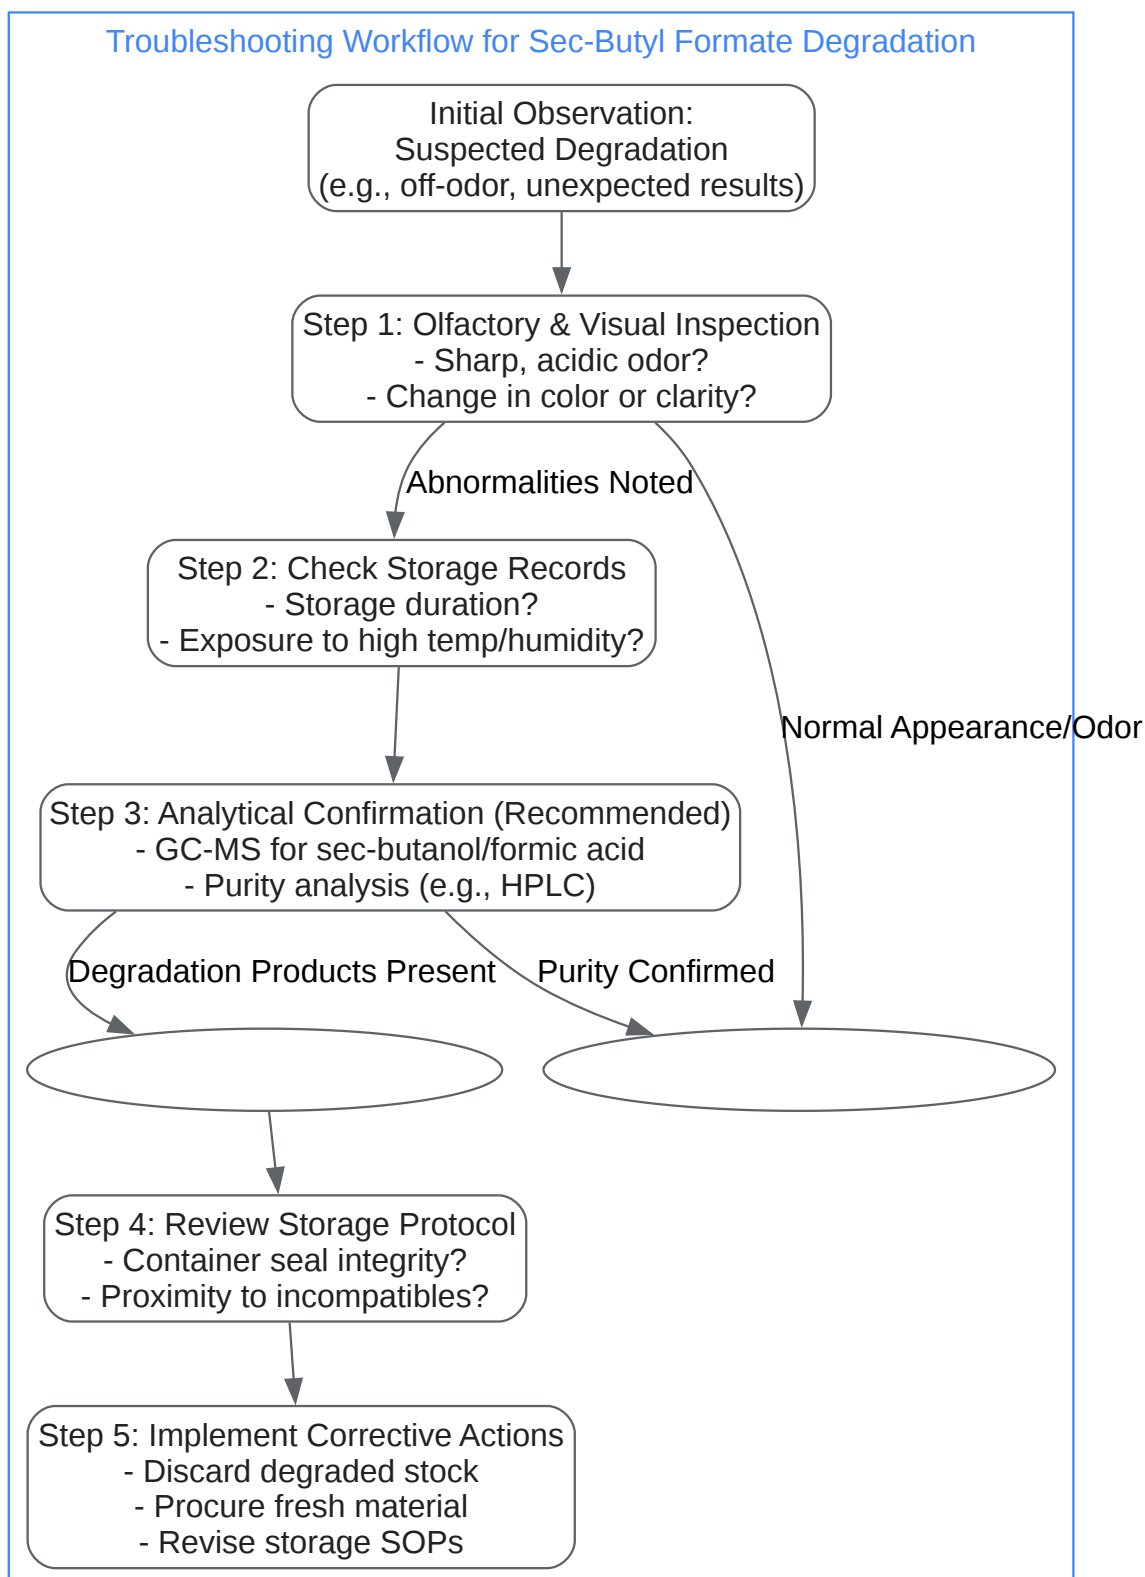 Troubleshooting Workflow for Sec-Butyl Formate Degradation
Initial Observation:
Suspected Degradation
(e.g., off-odor, unexpected results)
Step 1: Olfactory & Visual Inspection
- Sharp, acidic odor?
- Change in color or clarity?
Abnormalities Noted
Step 2: Check Storage Records
- Storage duration?
- Exposure to high temp/humidity?
Normal Appearance/Odor
Step 3: Analytical Confirmation (Recommended)
- GC-MS for sec-butanol/formic acid
- Purity analysis (e.g., HPLC)
Degradation Products Present
Purity Confirmed
Step 4: Review Storage Protocol
- Container seal integrity?
- Proximity to incompatibles?
Step 5: Implement Corrective Actions
- Discard degraded stock
- Procure fresh material
- Revise storage SOPs